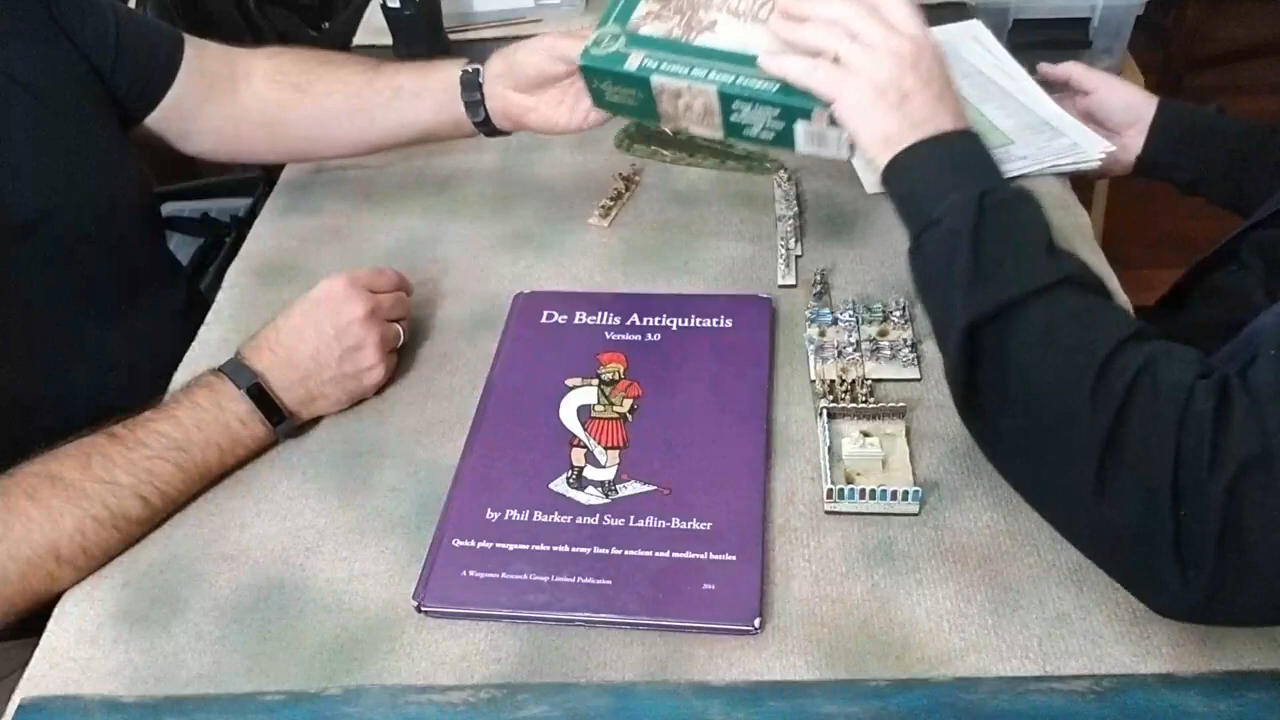 De Bellis Antiquitatis
Version 3.0
by Phil Barker and Sue Laflin-Barker
Quick play wargame rules with army lists for ancient and medieval battles
A Wargames Research Group Limited Publication
2014